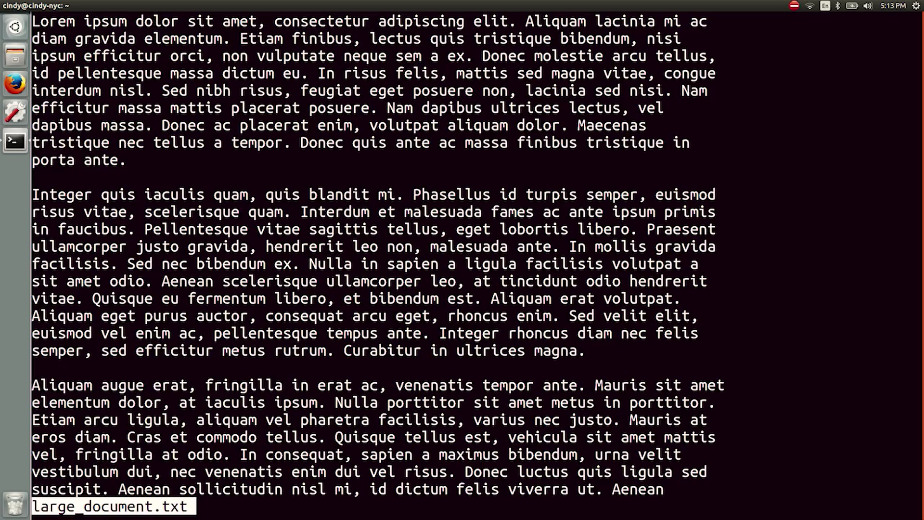 cindy@cindy-nyc: ~
En
5:13 PM
Lorem ipsum dolor sit amet, consectetur adipiscing elit. Aliquam lacinia mi ac
diam gravida elementum. Etiam finibus, lectus quis tristique bibendum, nisi
ipsum efficitur orci, non vulputate neque sem a ex. Donec molestie arcu tellus,
id pellentesque massa dictum eu. In risus felis, mattis sed magna vitae, congue
interdum nisl. Sed nibh risus, feugiat eget posuere non, lacinia sed nisi. Nam
efficitur massa mattis placerat posuere. Nam dapibus ultrices lectus, vel
dapibus massa. Donec ac placerat enim, volutpat aliquam dolor. Maecenas
tristique nec tellus a tempor. Donec quis ante ac massa finibus tristique in
porta ante.
Integer quis iaculis quam, quis blandit mi. Phasellus id turpis semper, euismod
risus vitae, scelerisque quam. Interdum et malesuada fames ac ante ipsum primis
in faucibus. Pellentesque vitae sagittis tellus, eget lobortis libero. Praesent
ullamcorper justo gravida, hendrerit leo non, malesuada ante. In mollis gravida
facilisis. Sed nec bibendum ex. Nulla in sapien a ligula facilisis volutpat a
sit amet odio. Aenean scelerisque ullamcorper leo, at tincidunt odio hendrerit
vitae. Quisque eu fermentum libero, et bibendum est. Aliquam erat volutpat.
Aliquam eget purus auctor, consequat arcu eget, rhoncus enim. Sed velit elit,
euismod vel enim ac, pellentesque tempus ante. Integer rhoncus diam nec felis
semper, sed efficitur metus rutrum. Curabitur in ultrices magna.
Aliquam augue erat, fringilla in erat ac, venenatis tempor ante. Mauris sit amet
elementum dolor, at iaculis ipsum. Nulla porttitor sit amet metus in porttitor.
Etiam arcu ligula, aliquam vel pharetra facilisis, varius nec justo. Mauris at
eros diam. Cras et commodo tellus. Quisque tellus est, vehicula sit amet mattis
vel, fringilla at odio. In consequat, sapien a maximus bibendum, urna velit
vestibulum dui, nec venenatis enim dui vel risus. Donec luctus quis ligula sed
suscipit. Aenean sollicitudin nisl mi, id dictum felis viverra ut. Aenean
large_document.txt